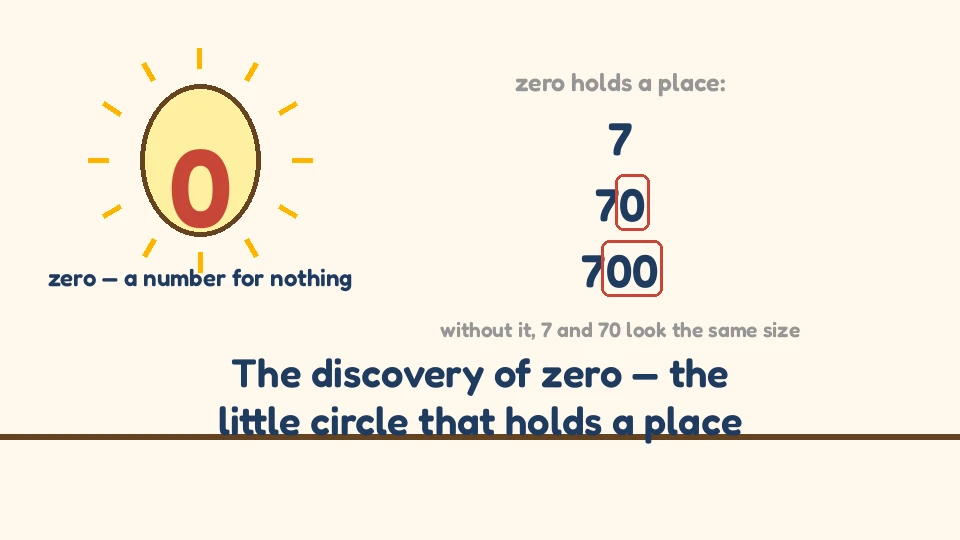 0
zero — a number for nothing
zero holds a place:
7
70
700
without it, 7 and 70 look the same size
The discovery of zero — the
little circle that holds a place